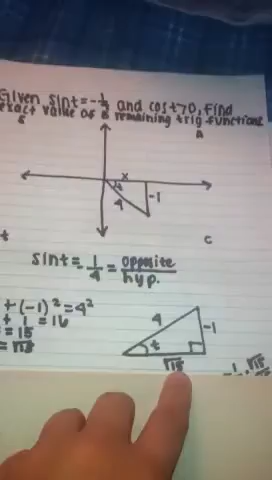 Given sint=-1/4 and cost>0, find
exact value of 3 remaining trig functions
S
A
x
t
4
-1
t
C
sint=-1/4=opposite/hyp.
+(-1)²=4²
+ 1 = 16
= 15
= √15
4
-1
t
√15